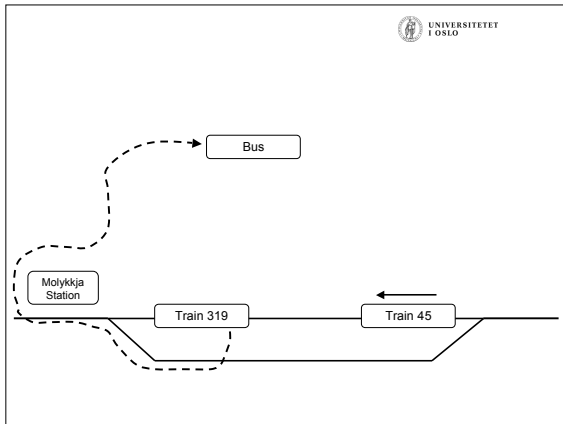 UNIVERSITETET
I OSLO
Bus
Molykkja
Station
Train 319
Train 45